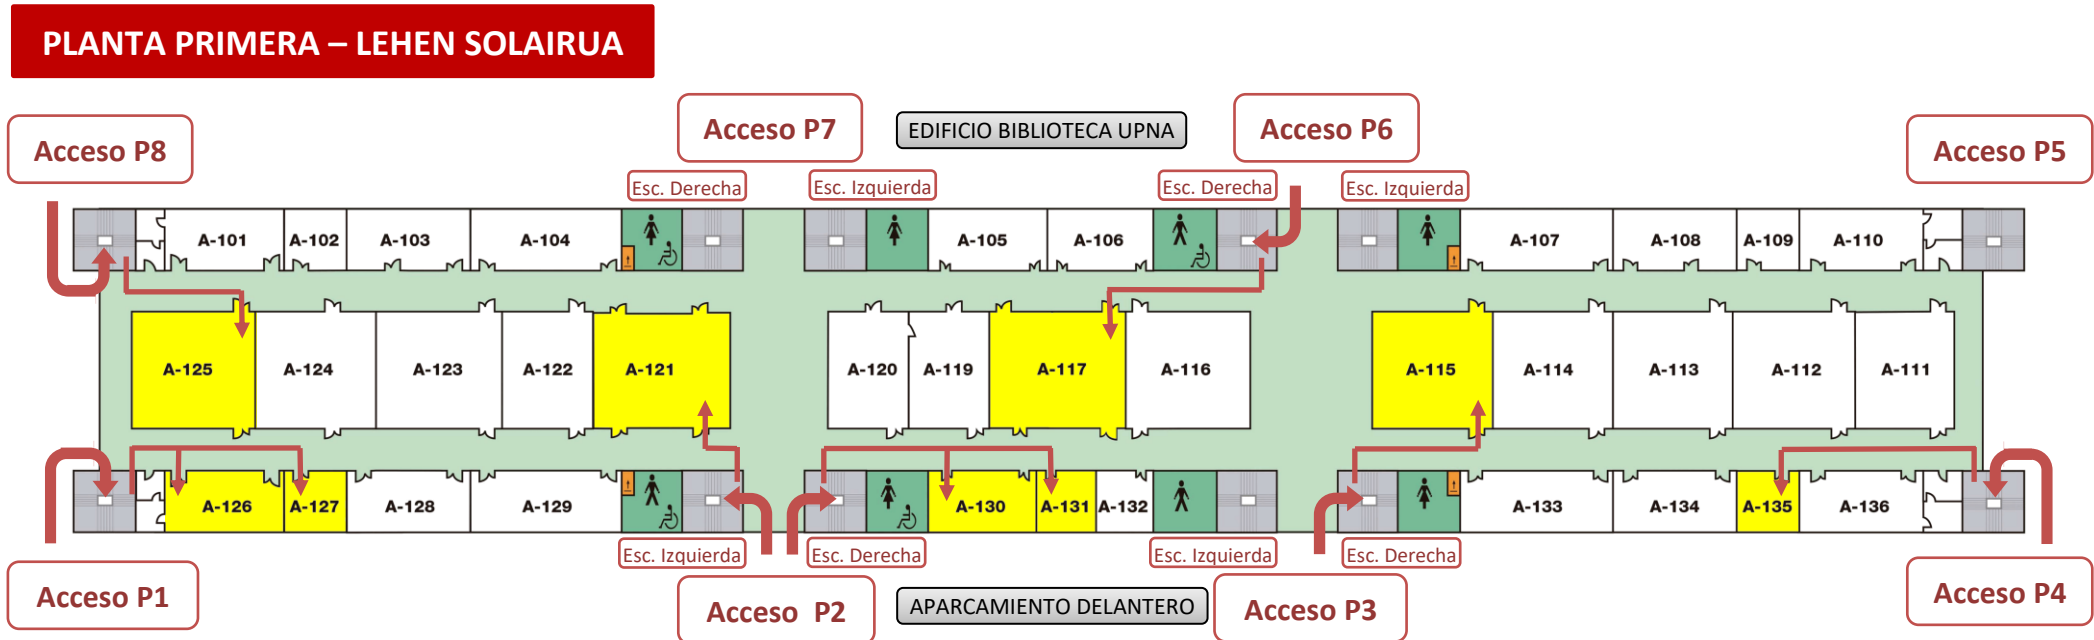 PLANTA PRIMERA – LEHEN SOLAIRUA
Acceso P8
Acceso P7
EDIFICIO BIBLIOTECA UPNA
Acceso P6
Acceso P5
Esc. Derecha
Esc. Izquierda
Esc. Derecha
Esc. Izquierda
A-101
A-102
A-103
A-104
A-105
A-106
A-107
A-108
A-109
A-110
A-125
A-124
A-123
A-122
A-121
A-120
A-119
A-117
A-116
A-115
A-114
A-113
A-112
A-111
A-126
A-127
A-128
A-129
A-130
A-131
A-132
A-133
A-134
A-135
A-136
Esc. Izquierda
Esc. Derecha
Esc. Izquierda
Esc. Derecha
Acceso P1
Acceso P2
APARCAMIENTO DELANTERO
Acceso P3
Acceso P4